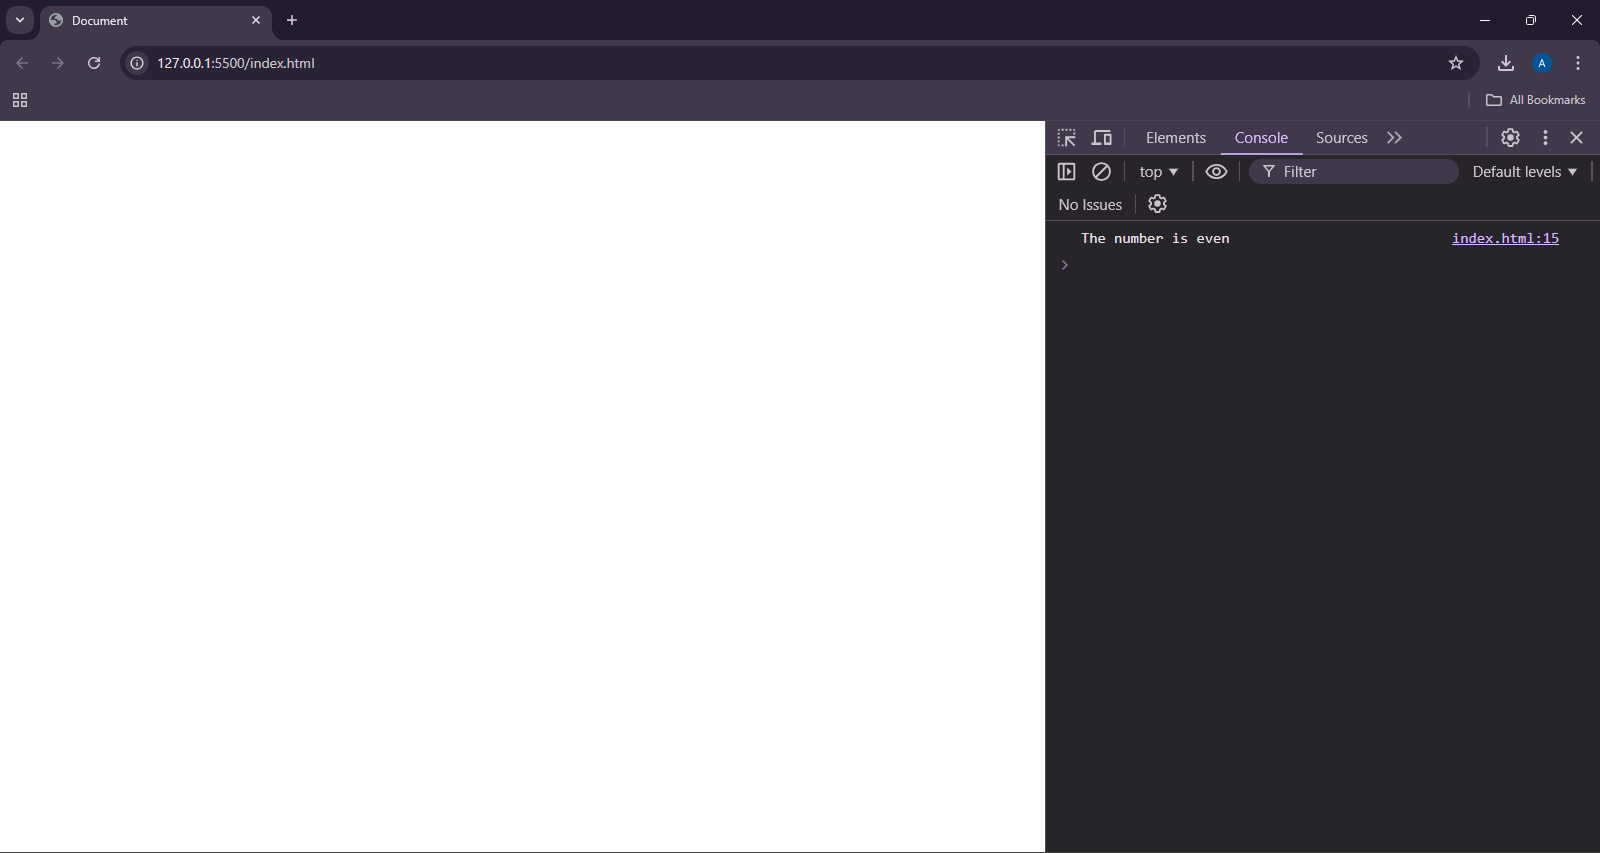 Document
127.0.0.1:5500/index.html
A
All Bookmarks
Elements Console Sources
top Filter Default levels
No Issues
The number is even index.html:15